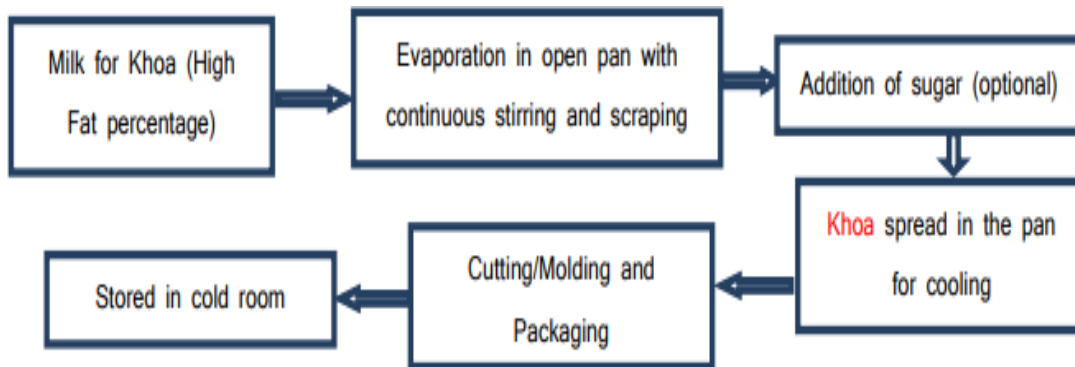 Milk for Khoa (High
Fat percentage)
Evaporation in open pan with
continuous stirring and scraping
Addition of sugar (optional)
Khoa spread in the pan
for cooling
Cutting/Molding and
Packaging
Stored in cold room